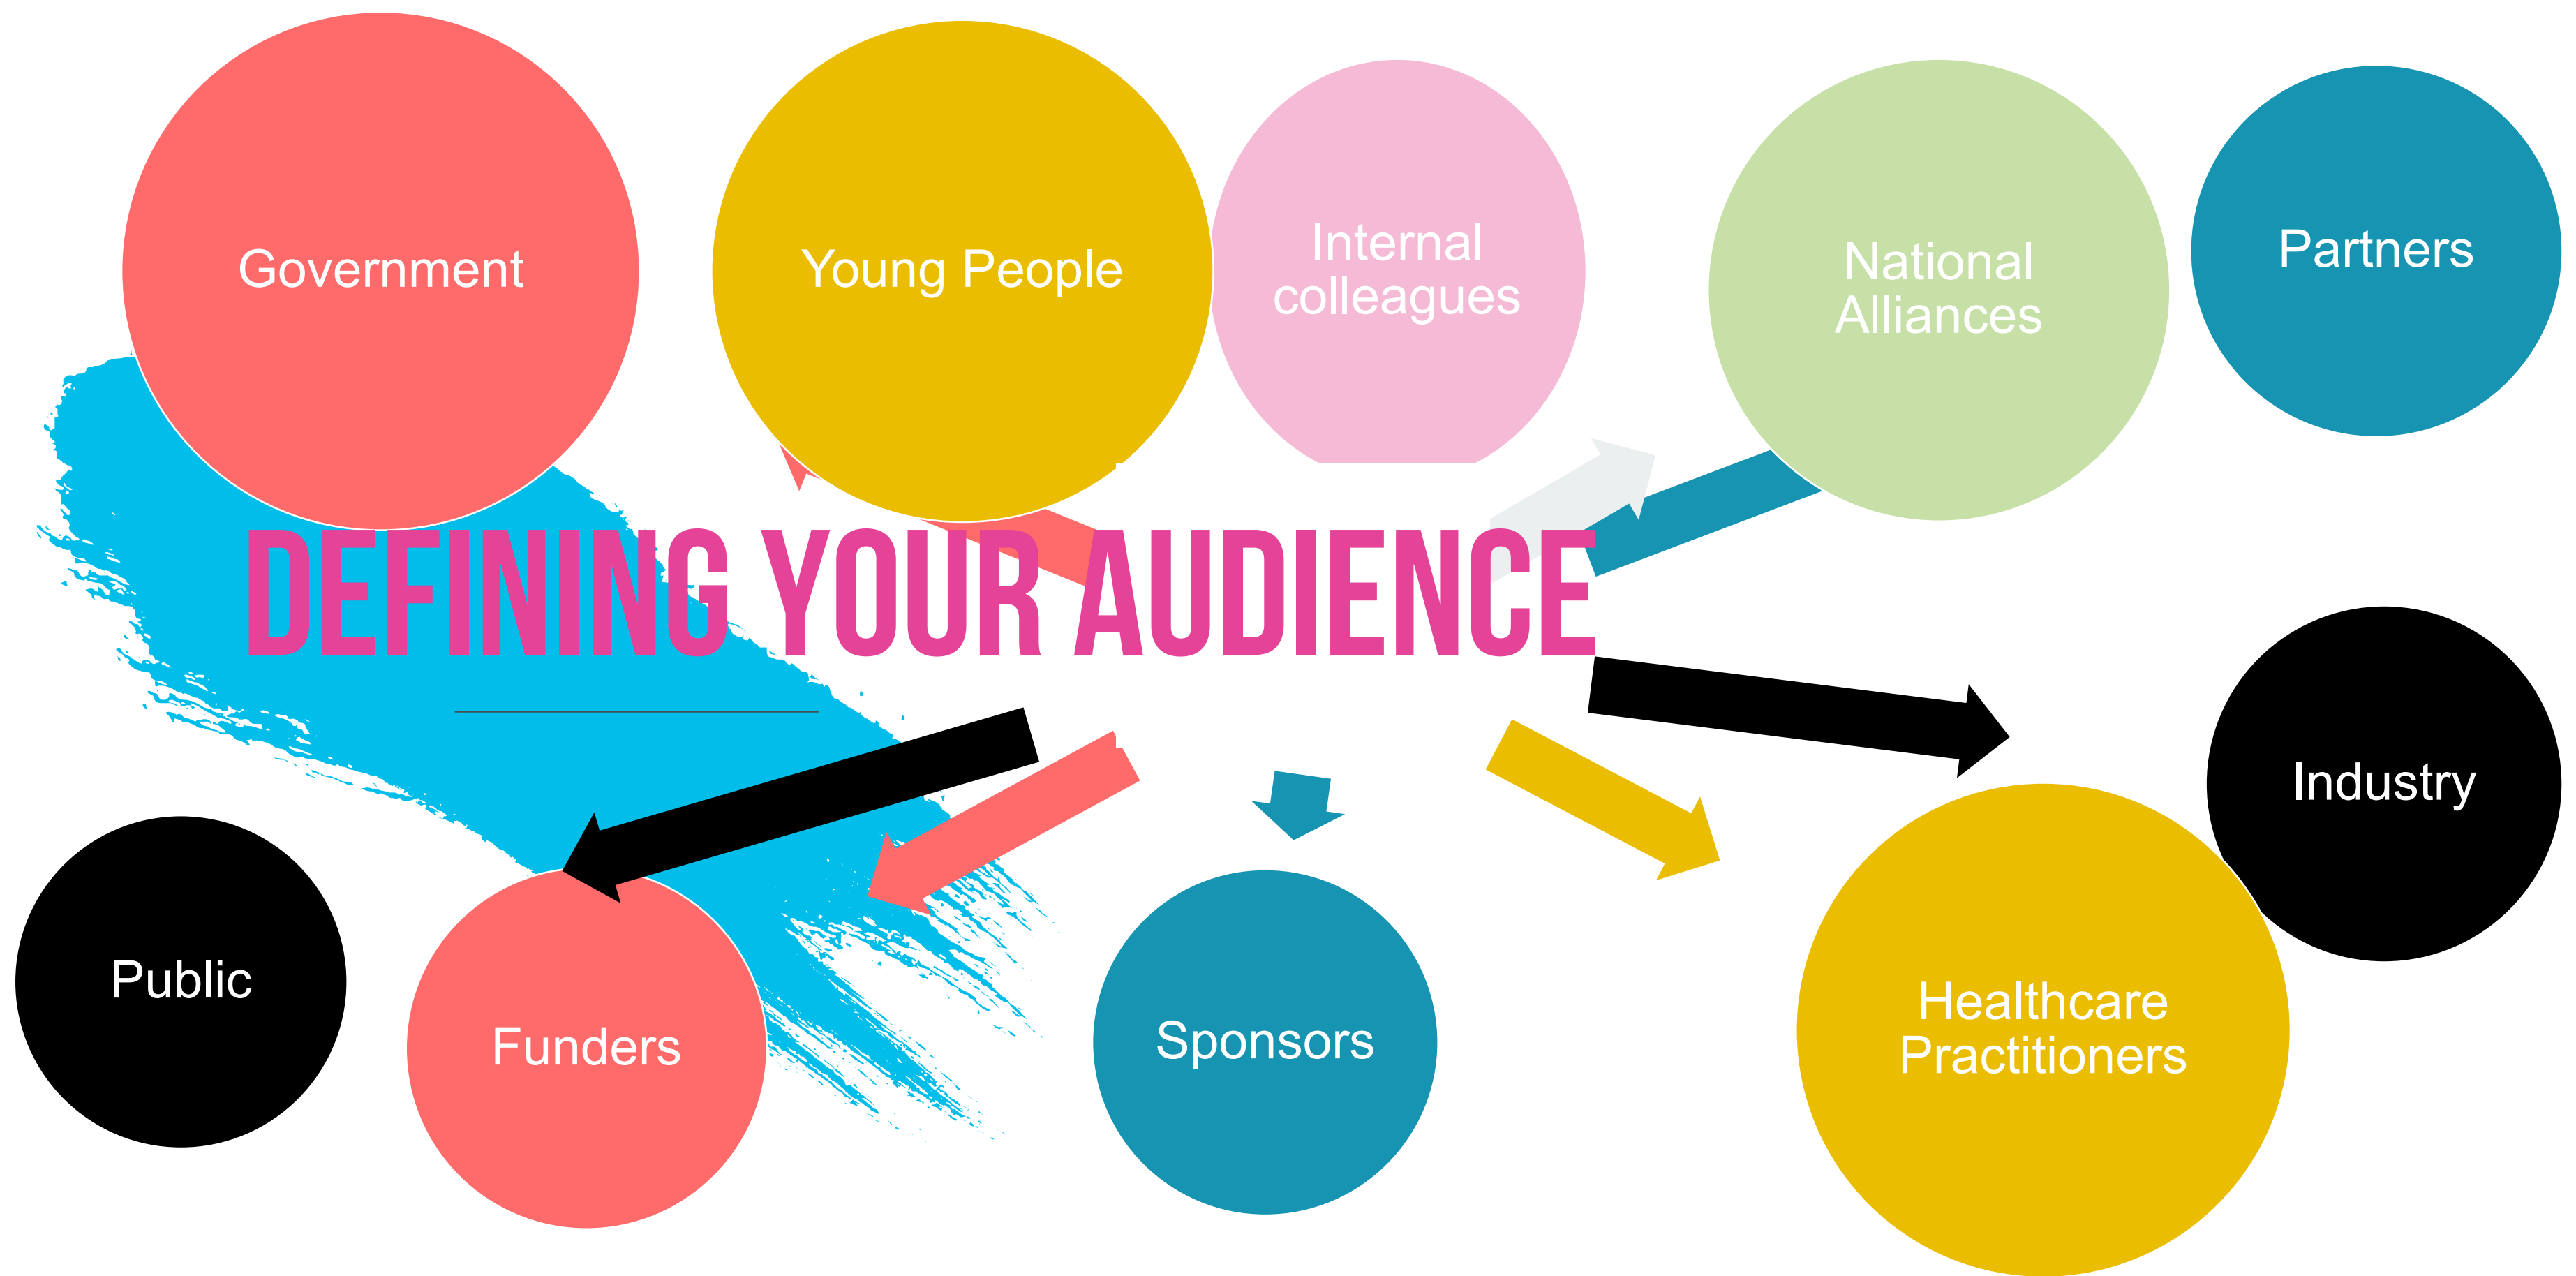 Government
Young People
Internal
colleagues
National
Alliances
Partners
DEFINING YOUR AUDIENCE
Industry
Public
Funders
Sponsors
Healthcare
Practitioners